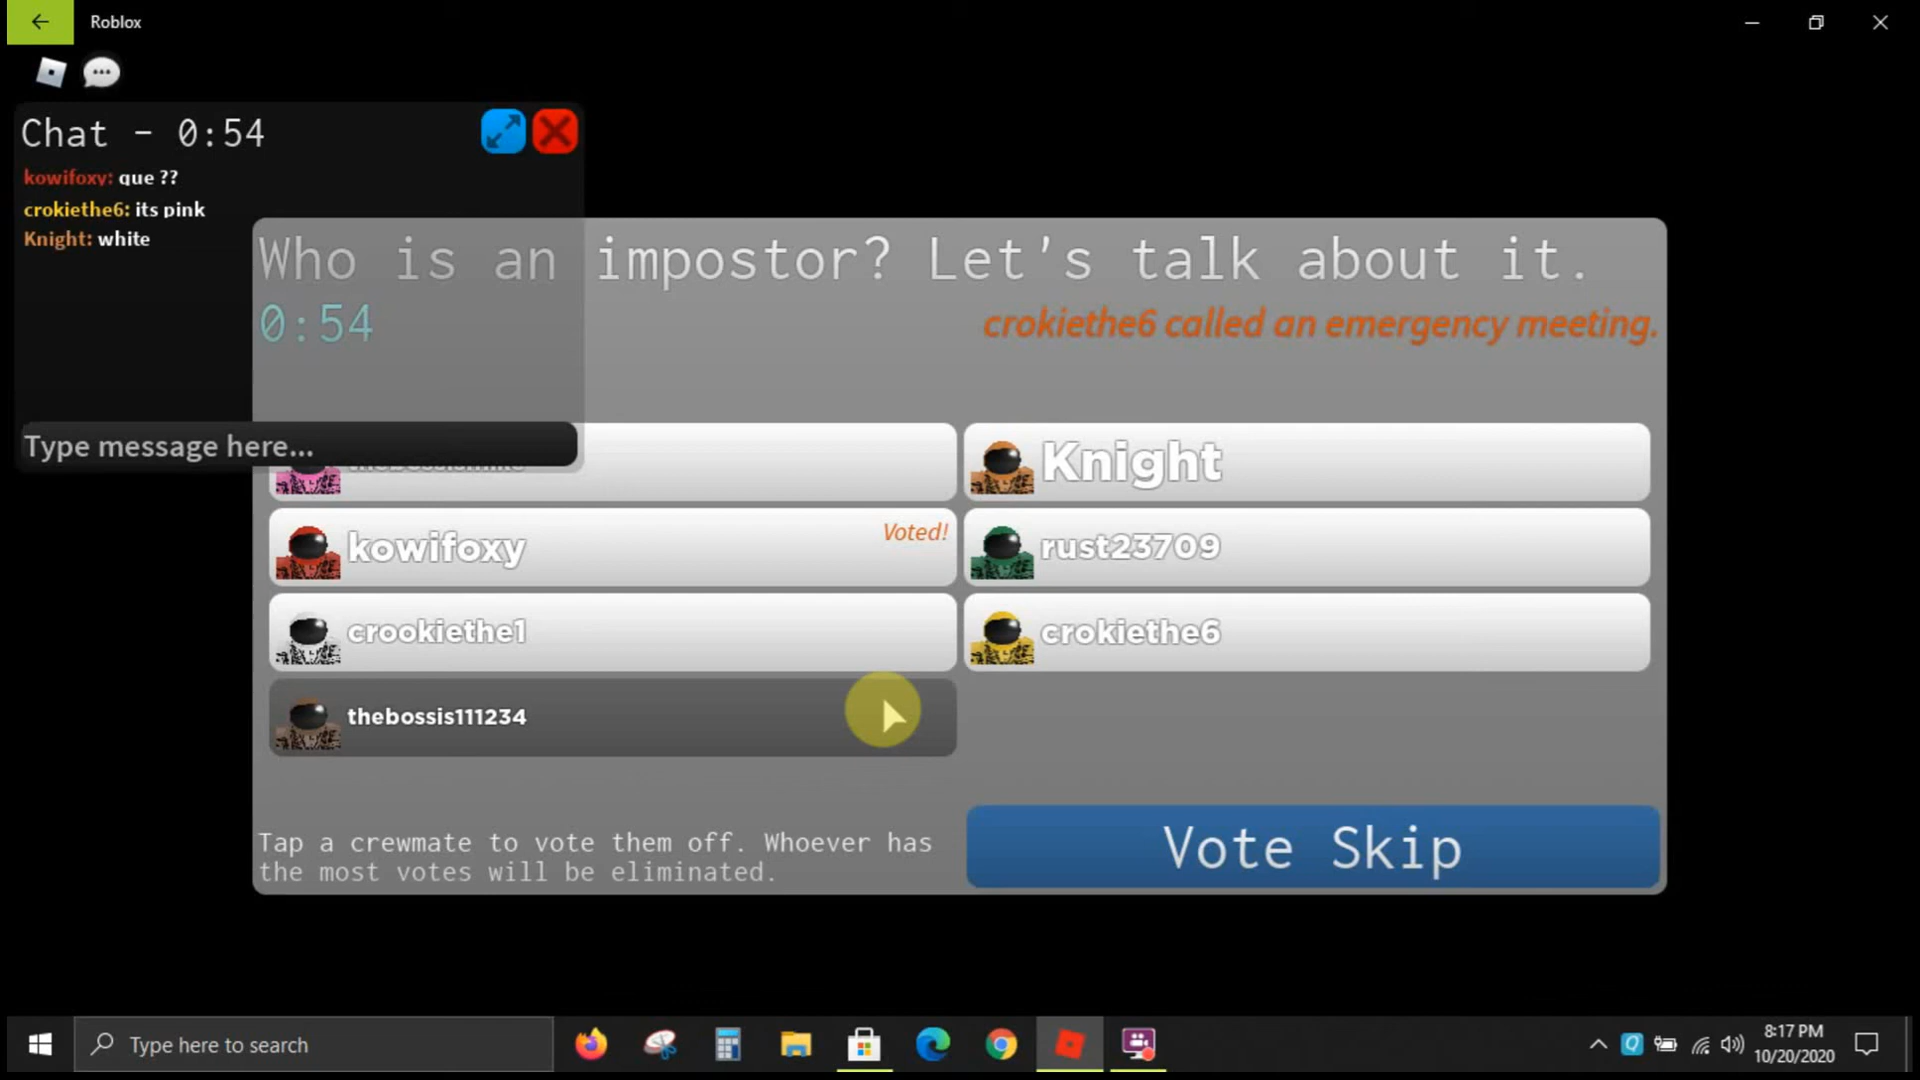 Roblox
Chat - 0:54
kowifoxy: que ??
crokiethe6: its pink
Knight: white
Type message here...
Who is an impostor? Let's talk about it.
0:54
crokiethe6 called an emergency meeting.
Knight
kowifoxy
Voted!
rust23709
crookiethe1
crokiethe6
thebossis111234
Tap a crewmate to vote them off. Whoever has
the most votes will be eliminated.
Vote Skip
Type here to search
8:17 PM
10/20/2020